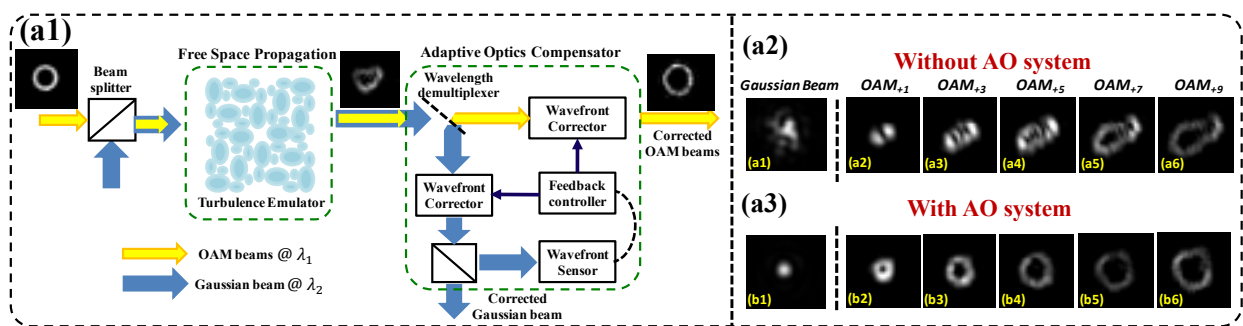 (a1)
Free Space Propagation
Adaptive Optics Compensator
Beam
splitter
Wavelength
demultiplexer
Wavefront
Corrector
Corrected
OAM beams
Wavefront
Corrector
Feedback
controller
Turbulence Emulator
Wavefront
Sensor
OAM beams @ λ1
Gaussian beam@ λ2
Corrected
Gaussian beam
(a2)
Without AO system
Gaussian Beam OAM+1 OAM+3 OAM+5 OAM+7 OAM+9
(a1) (a2) (a3) (a4) (a5) (a6)
(a3)
With AO system
(b1) (b2) (b3) (b4) (b5) (b6)